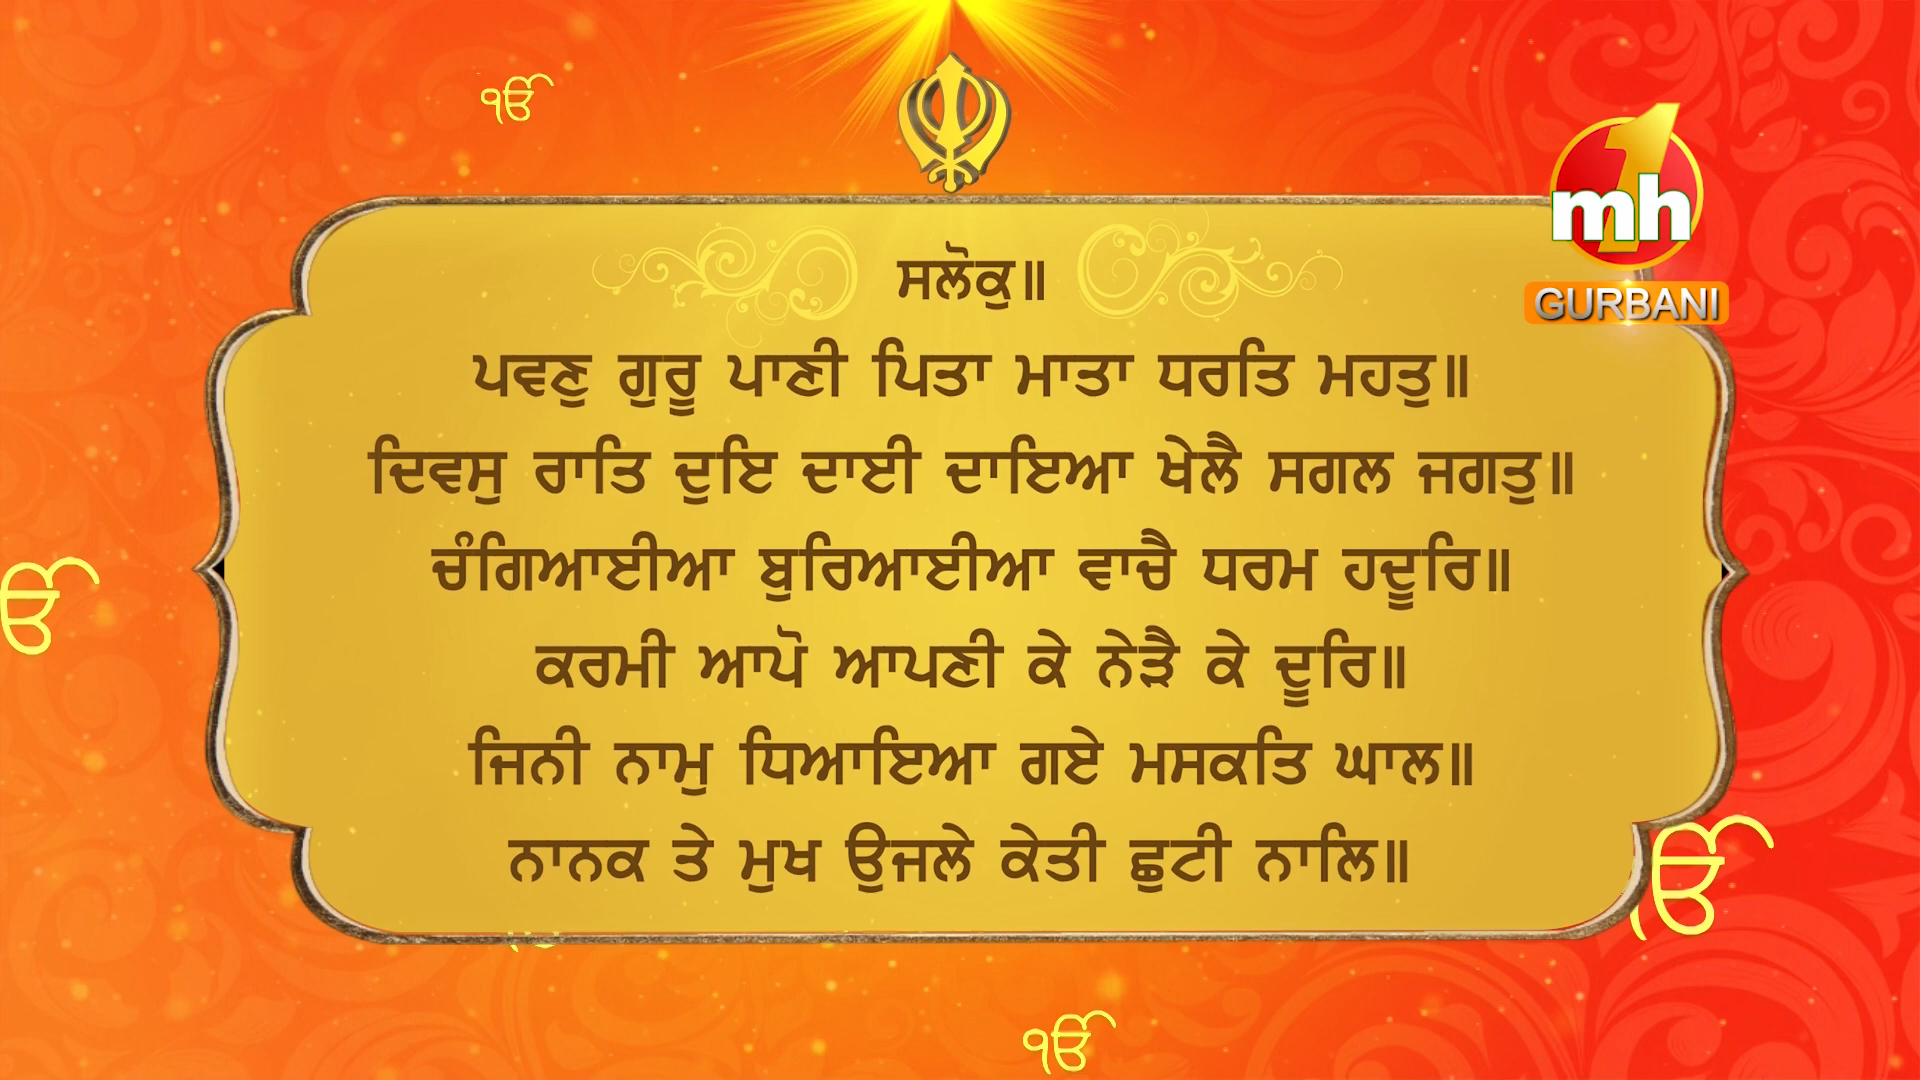 ੴ
1
mh
GURBANI
ਸਲੋਕੁ॥
ਪਵਣੁ ਗੁਰੂ ਪਾਣੀ ਪਿਤਾ ਮਾਤਾ ਧਰਤਿ ਮਹਤੁ॥
ਦਿਵਸੁ ਰਾਤਿ ਦੁਇ ਦਾਈ ਦਾਇਆ ਖੇਲੈ ਸਗਲ ਜਗਤੁ॥
ਚੰਗਿਆਈਆ ਬੁਰਿਆਈਆ ਵਾਚੈ ਧਰਮ ਹਦੂਰਿ॥
ੴ
ਕਰਮੀ ਆਪੋ ਆਪਣੀ ਕੇ ਨੇੜੈ ਕੇ ਦੂਰਿ॥
ਜਿਨੀ ਨਾਮੁ ਧਿਆਇਆ ਗਏ ਮਸਕਤਿ ਘਾਲ॥
ਨਾਨਕ ਤੇ ਮੁਖ ਉਜਲੇ ਕੇਤੀ ਛੁਟੀ ਨਾਲਿ॥
ੴ
ੴ